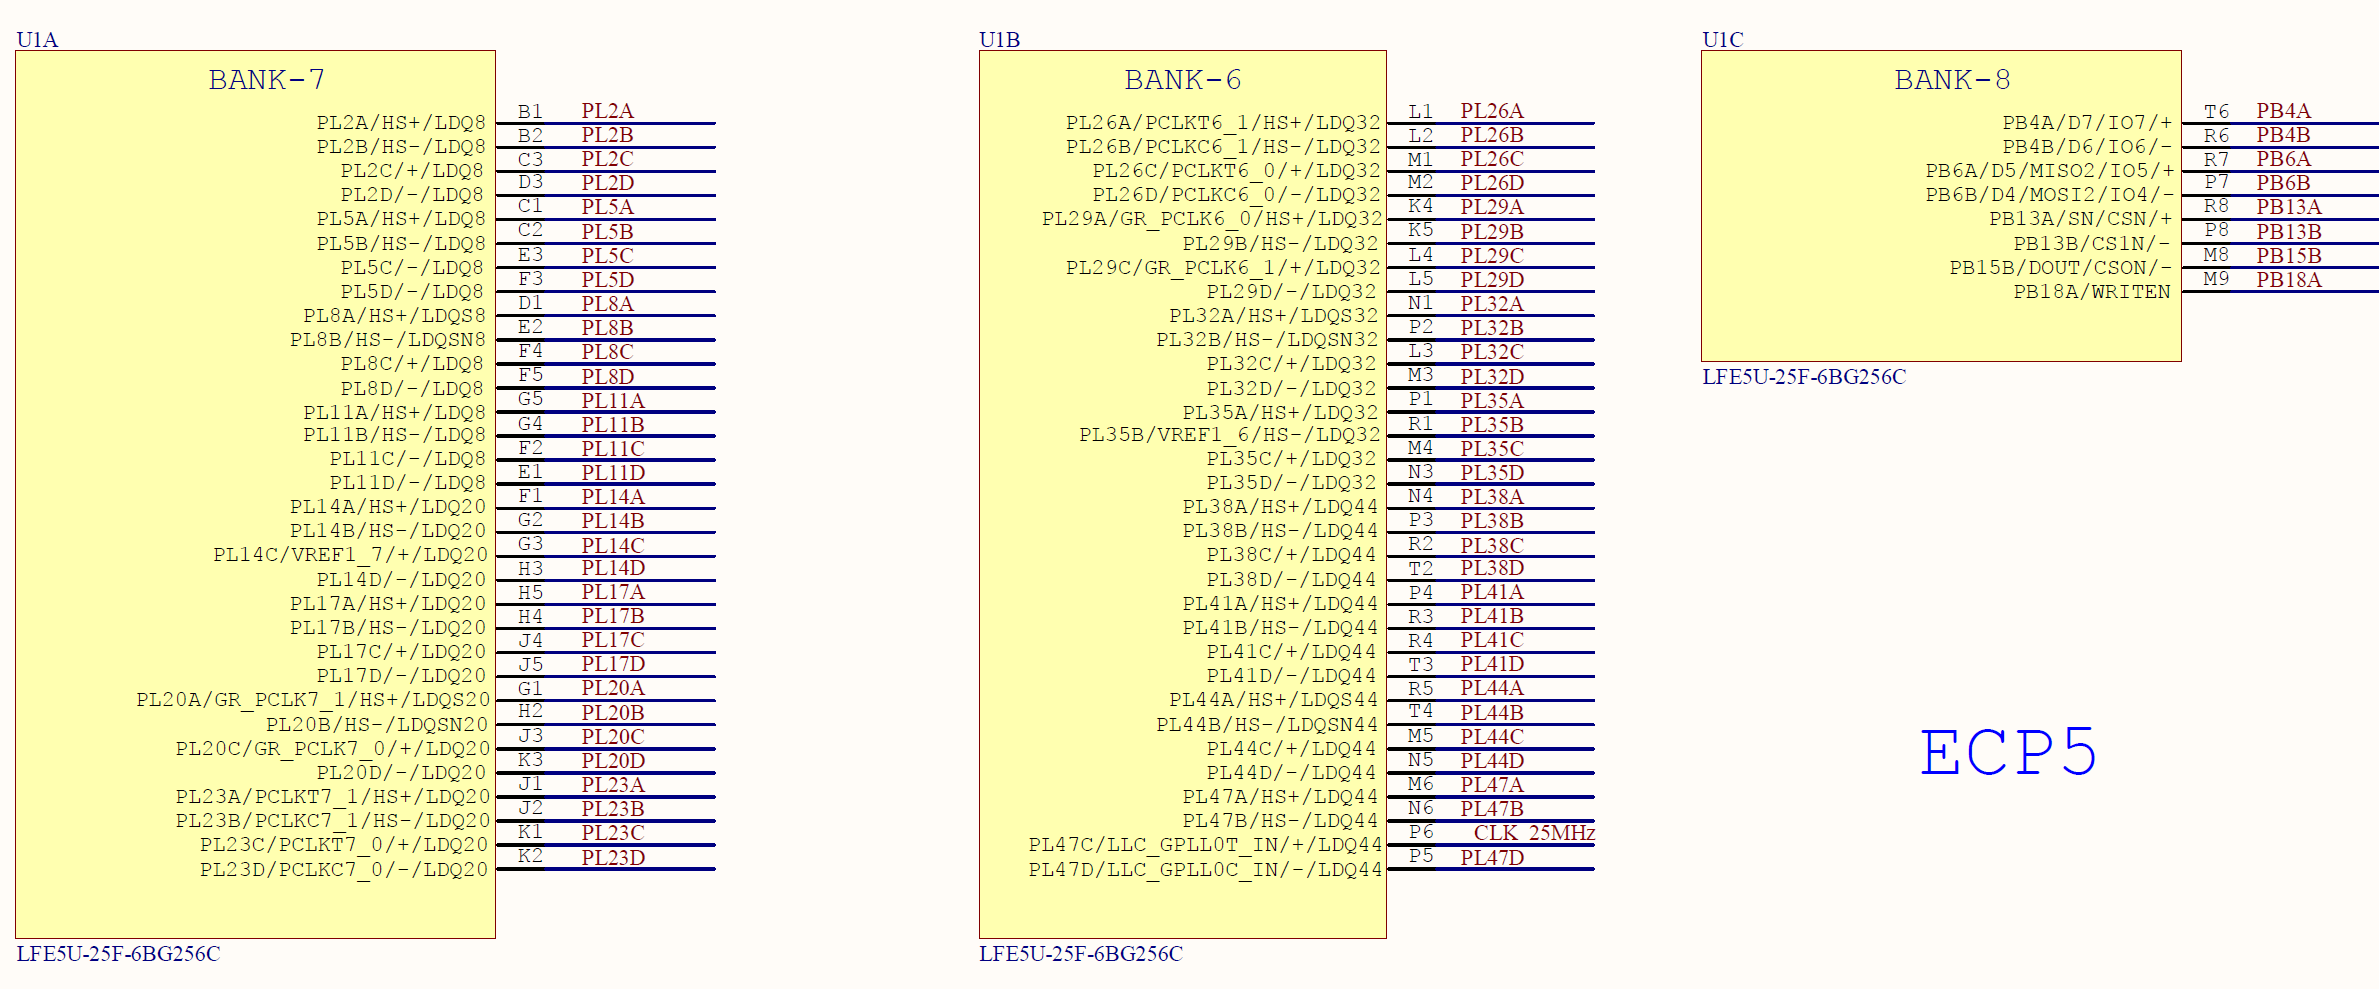 U1A
BANK-7
PL2A/HS+/LDQ8 B1 PL2A
PL2B/HS-/LDQ8 B2 PL2B
PL2C/+/LDQ8 C3 PL2C
PL2D/-/LDQ8 D3 PL2D
PL5A/HS+/LDQ8 C1 PL5A
PL5B/HS-/LDQ8 C2 PL5B
PL5C/-/LDQ8 E3 PL5C
PL5D/-/LDQ8 F3 PL5D
PL8A/HS+/LDQS8 D1 PL8A
PL8B/HS-/LDQSN8 E2 PL8B
PL8C/+/LDQ8 F4 PL8C
PL8D/-/LDQ8 F5 PL8D
PL11A/HS+/LDQ8 G5 PL11A
PL11B/HS-/LDQ8 G4 PL11B
PL11C/-/LDQ8 F2 PL11C
PL11D/-/LDQ8 E1 PL11D
PL14A/HS+/LDQ20 F1 PL14A
PL14B/HS-/LDQ20 G2 PL14B
PL14C/VREF1_7/+/LDQ20 G3 PL14C
PL14D/-/LDQ20 H3 PL14D
PL17A/HS+/LDQ20 H5 PL17A
PL17B/HS-/LDQ20 H4 PL17B
PL17C/+/LDQ20 J4 PL17C
PL17D/-/LDQ20 J5 PL17D
PL20A/GR_PCLK7_1/HS+/LDQS20 G1 PL20A
PL20B/HS-/LDQSN20 H2 PL20B
PL20C/GR_PCLK7_0/+/LDQ20 J3 PL20C
PL20D/-/LDQ20 K3 PL20D
PL23A/PCLKT7_1/HS+/LDQ20 J1 PL23A
PL23B/PCLKC7_1/HS-/LDQ20 J2 PL23B
PL23C/PCLKT7_0/+/LDQ20 K1 PL23C
PL23D/PCLKC7_0/-/LDQ20 K2 PL23D
LFE5U-25F-6BG256C
U1B
BANK-6
PL26A/PCLKT6_1/HS+/LDQ32 L1 PL26A
PL26B/PCLKC6_1/HS-/LDQ32 L2 PL26B
PL26C/PCLKT6_0/+/LDQ32 M1 PL26C
PL26D/PCLKC6_0/-/LDQ32 M2 PL26D
PL29A/GR_PCLK6_0/HS+/LDQ32 K4 PL29A
PL29B/HS-/LDQ32 K5 PL29B
PL29C/GR_PCLK6_1/+/LDQ32 L4 PL29C
PL29D/-/LDQ32 L5 PL29D
PL32A/HS+/LDQS32 N1 PL32A
PL32B/HS-/LDQSN32 P2 PL32B
PL32C/+/LDQ32 L3 PL32C
PL32D/-/LDQ32 M3 PL32D
PL35A/HS+/LDQ32 P1 PL35A
PL35B/VREF1_6/HS-/LDQ32 R1 PL35B
PL35C/+/LDQ32 M4 PL35C
PL35D/-/LDQ32 N3 PL35D
PL38A/HS+/LDQ44 N4 PL38A
PL38B/HS-/LDQ44 P3 PL38B
PL38C/+/LDQ44 R2 PL38C
PL38D/-/LDQ44 T2 PL38D
PL41A/HS+/LDQ44 P4 PL41A
PL41B/HS-/LDQ44 R3 PL41B
PL41C/+/LDQ44 R4 PL41C
PL41D/-/LDQ44 T3 PL41D
PL44A/HS+/LDQS44 R5 PL44A
PL44B/HS-/LDQSN44 T4 PL44B
PL44C/+/LDQ44 M5 PL44C
PL44D/-/LDQ44 N5 PL44D
PL47A/HS+/LDQ44 M6 PL47A
PL47B/HS-/LDQ44 N6 PL47B
PL47C/LLC_GPLL0T_IN/+/LDQ44 P6 CLK_25MHz
PL47D/LLC_GPLL0C_IN/-/LDQ44 P5 PL47D
LFE5U-25F-6BG256C
U1C
BANK-8
PB4A/D7/IO7/+ T6 PB4A
PB4B/D6/IO6/- R6 PB4B
PB6A/D5/MISO2/IO5/+ R7 PB6A
PB6B/D4/MOSI2/IO4/- P7 PB6B
PB13A/SN/CSN/+ R8 PB13A
PB13B/CS1N/- P8 PB13B
PB15B/DOUT/CSON/- M8 PB15B
PB18A/WRITEN M9 PB18A
LFE5U-25F-6BG256C
ECP5